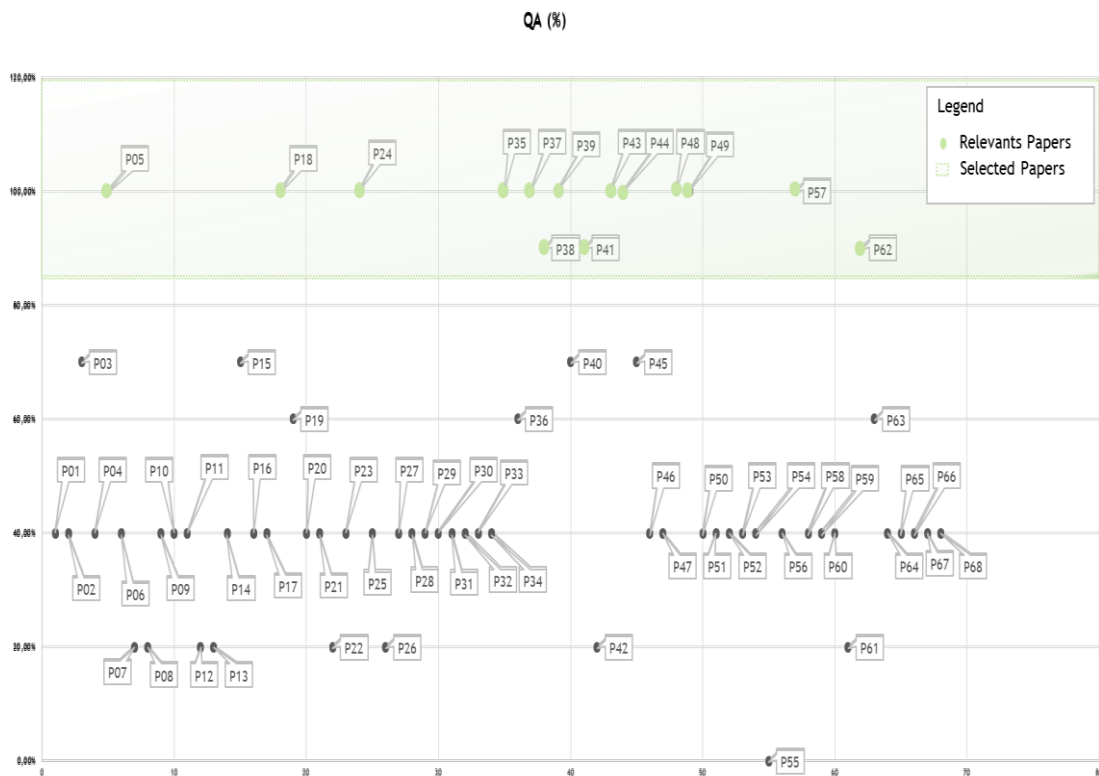 QA (%)
120,00%
Legend
Relevants Papers
Selected Papers
P05
P18
P24
P35
P37
P39
P43
P44
P48
P49
100,00%
P57
P38
P41
P62
80,00%
P03
P15
P40
P45
60,00%
P19
P36
P63
P01
P04
P10
P11
P16
P20
P23
P27
P29
P30
P33
P46
P50
P53
P54
P58
P59
P65
P66
40,00%
P02
P06
P09
P14
P17
P21
P25
P28
P31
P32
P34
P47
P51
P52
P56
P60
P64
P67
P68
20,00%
P07
P08
P12
P13
P22
P26
P42
P61
0,00%
P55
0 10 20 30 40 50 60 70 80